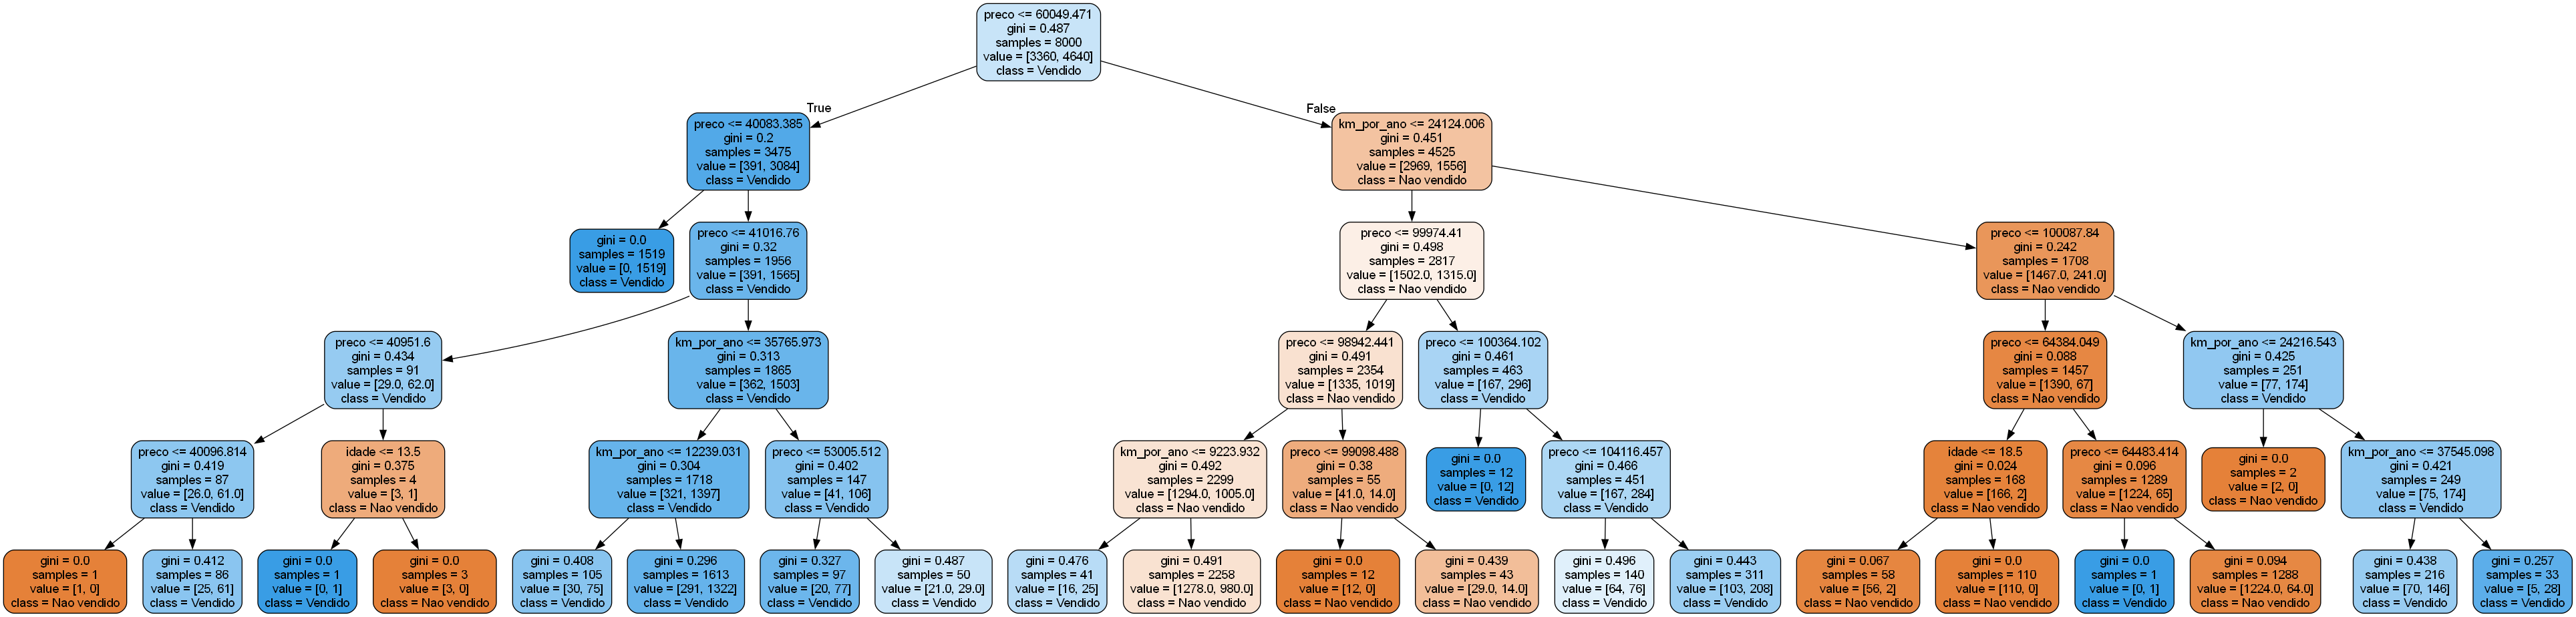 preco <= 60049.471
gini = 0.487
samples = 8000
value = [3360, 4640]
class = Vendido
True
False
preco <= 40083.385
gini = 0.2
samples = 3475
value = [391, 3084]
class = Vendido
km_por_ano <= 24124.006
gini = 0.451
samples = 4525
value = [2969, 1556]
class = Nao vendido
gini = 0.0
samples = 1519
value = [0, 1519]
class = Vendido
preco <= 41016.76
gini = 0.32
samples = 1956
value = [391, 1565]
class = Vendido
preco <= 99974.41
gini = 0.498
samples = 2817
value = [1502.0, 1315.0]
class = Nao vendido
preco <= 100087.84
gini = 0.242
samples = 1708
value = [1467.0, 241.0]
class = Nao vendido
preco <= 40951.6
gini = 0.434
samples = 91
value = [29.0, 62.0]
class = Vendido
km_por_ano <= 35765.973
gini = 0.313
samples = 1865
value = [362, 1503]
class = Vendido
preco <= 98942.441
gini = 0.491
samples = 2354
value = [1335, 1019]
class = Nao vendido
preco <= 100364.102
gini = 0.461
samples = 463
value = [167, 296]
class = Vendido
preco <= 64384.049
gini = 0.088
samples = 1457
value = [1390, 67]
class = Nao vendido
km_por_ano <= 24216.543
gini = 0.425
samples = 251
value = [77, 174]
class = Vendido
preco <= 40096.814
gini = 0.419
samples = 87
value = [26.0, 61.0]
class = Vendido
idade <= 13.5
gini = 0.375
samples = 4
value = [3, 1]
class = Nao vendido
km_por_ano <= 12239.031
gini = 0.304
samples = 1718
value = [321, 1397]
class = Vendido
preco <= 53005.512
gini = 0.402
samples = 147
value = [41, 106]
class = Vendido
km_por_ano <= 9223.932
gini = 0.492
samples = 2299
value = [1294.0, 1005.0]
class = Nao vendido
preco <= 99098.488
gini = 0.38
samples = 55
value = [41.0, 14.0]
class = Nao vendido
gini = 0.0
samples = 12
value = [0, 12]
class = Vendido
preco <= 104116.457
gini = 0.466
samples = 451
value = [167, 284]
class = Vendido
idade <= 18.5
gini = 0.024
samples = 168
value = [166, 2]
class = Nao vendido
preco <= 64483.414
gini = 0.096
samples = 1289
value = [1224, 65]
class = Nao vendido
gini = 0.0
samples = 2
value = [2, 0]
class = Nao vendido
km_por_ano <= 37545.098
gini = 0.421
samples = 249
value = [75, 174]
class = Vendido
gini = 0.0
samples = 1
value = [1, 0]
class = Nao vendido
gini = 0.412
samples = 86
value = [25, 61]
class = Vendido
gini = 0.0
samples = 1
value = [0, 1]
class = Vendido
gini = 0.0
samples = 3
value = [3, 0]
class = Nao vendido
gini = 0.408
samples = 105
value = [30, 75]
class = Vendido
gini = 0.296
samples = 1613
value = [291, 1322]
class = Vendido
gini = 0.327
samples = 97
value = [20, 77]
class = Vendido
gini = 0.487
samples = 50
value = [21.0, 29.0]
class = Vendido
gini = 0.476
samples = 41
value = [16, 25]
class = Vendido
gini = 0.491
samples = 2258
value = [1278.0, 980.0]
class = Nao vendido
gini = 0.0
samples = 12
value = [12, 0]
class = Nao vendido
gini = 0.439
samples = 43
value = [29.0, 14.0]
class = Nao vendido
gini = 0.496
samples = 140
value = [64, 76]
class = Vendido
gini = 0.443
samples = 311
value = [103, 208]
class = Vendido
gini = 0.067
samples = 58
value = [56, 2]
class = Nao vendido
gini = 0.0
samples = 110
value = [110, 0]
class = Nao vendido
gini = 0.0
samples = 1
value = [0, 1]
class = Vendido
gini = 0.094
samples = 1288
value = [1224.0, 64.0]
class = Nao vendido
gini = 0.438
samples = 216
value = [70, 146]
class = Vendido
gini = 0.257
samples = 33
value = [5, 28]
class = Vendido